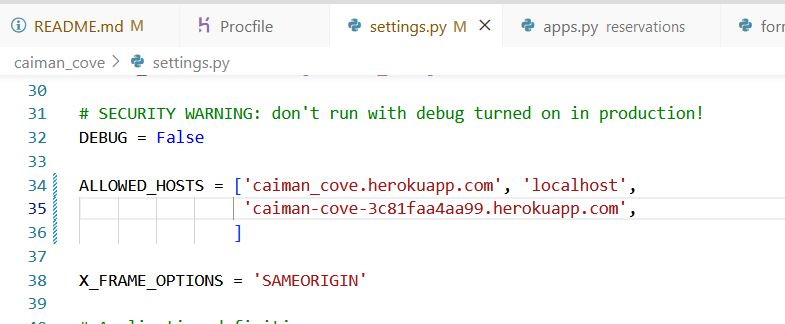 README.md M Procfile settings.py M apps.py reservations for
caiman_cove > settings.py
30
31 # SECURITY WARNING: don't run with debug turned on in production!
32 DEBUG = False
33
34 ALLOWED_HOSTS = ['caiman_cove.herokuapp.com', 'localhost',
35 'caiman-cove-3c81faa4aa99.herokuapp.com',
36 ]
37
38 X_FRAME_OPTIONS = 'SAMEORIGIN'
39